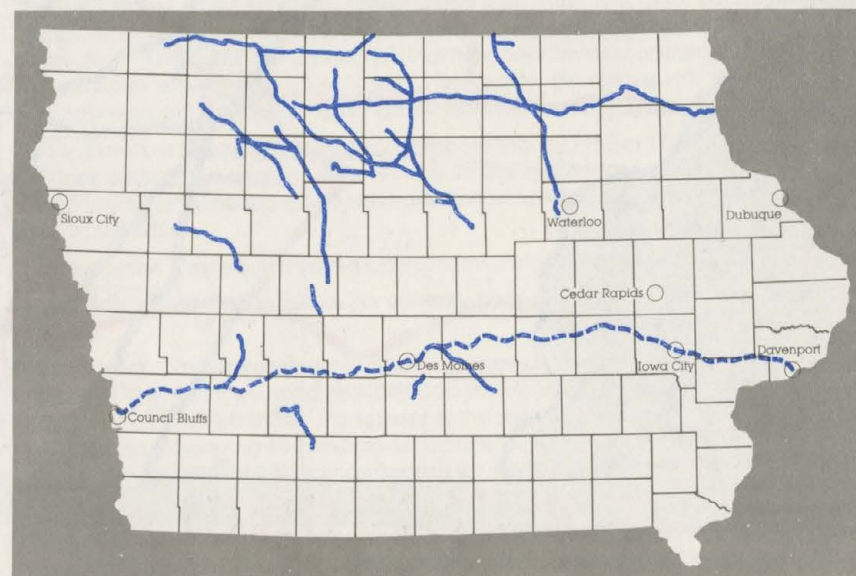 Sioux City
Waterloo
Dubuque
Cedar Rapids
Des Moines
Iowa City
Davenport
Council Bluffs